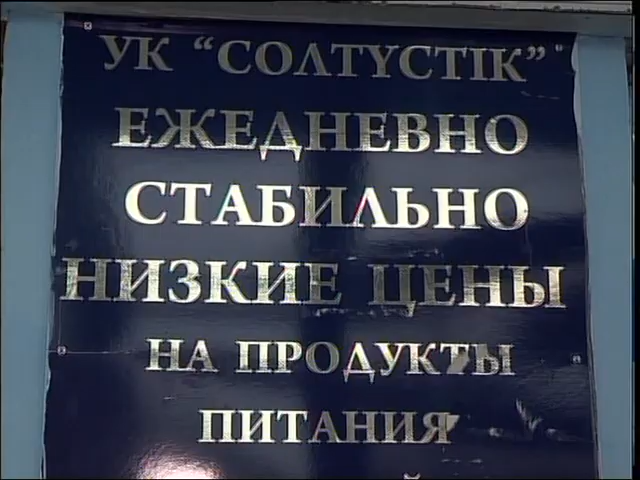 УК “СОЛТҮСТІК”
ЕЖЕДНЕВНО
СТАБИЛЬНО
НИЗКИЕ ЦЕНЫ
НА ПРОДУКТЫ
ПИТАНИЯ